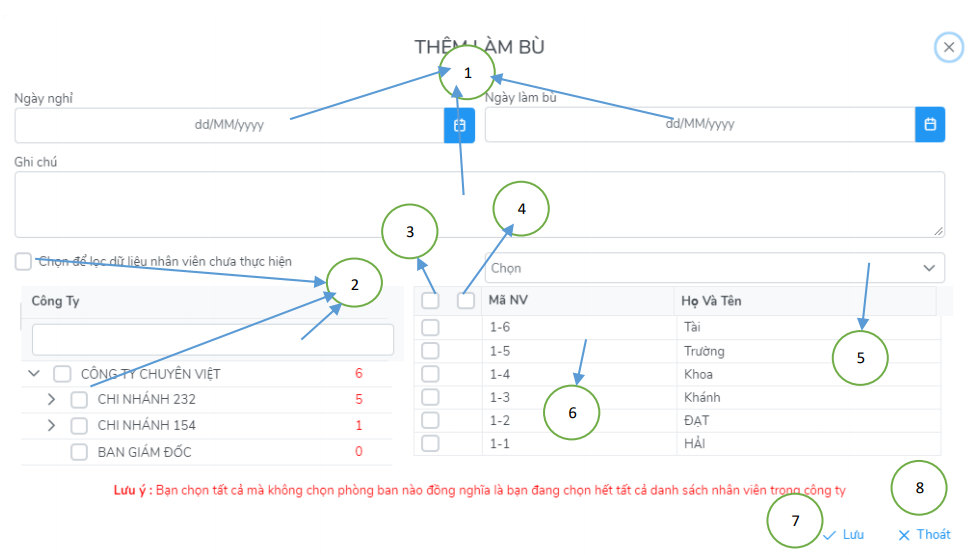 THÊM LÀM BÙ
1
Ngày nghỉ
Ngày làm bù
dd/MM/yyyy
dd/MM/yyyy
Ghi chú
4
3
Chọn để lọc dữ liệu nhân viên chưa thực hiện
Chọn
2
Công Ty
Mã NV
Họ Và Tên
1-6
Tài
1-5
Trường
5
CÔNG TY CHUYÊN VIỆT
6
1-4
Khoa
CHI NHÁNH 232
5
1-3
Khánh
6
CHI NHÁNH 154
1
1-2
ĐẠT
BAN GIÁM ĐỐC
0
1-1
HẢI
Lưu ý : Bạn chọn tất cả mà không chọn phòng ban nào đồng nghĩa là bạn đang chọn hết tất cả danh sách nhân viên trong công ty
8
7
Lưu
Thoát